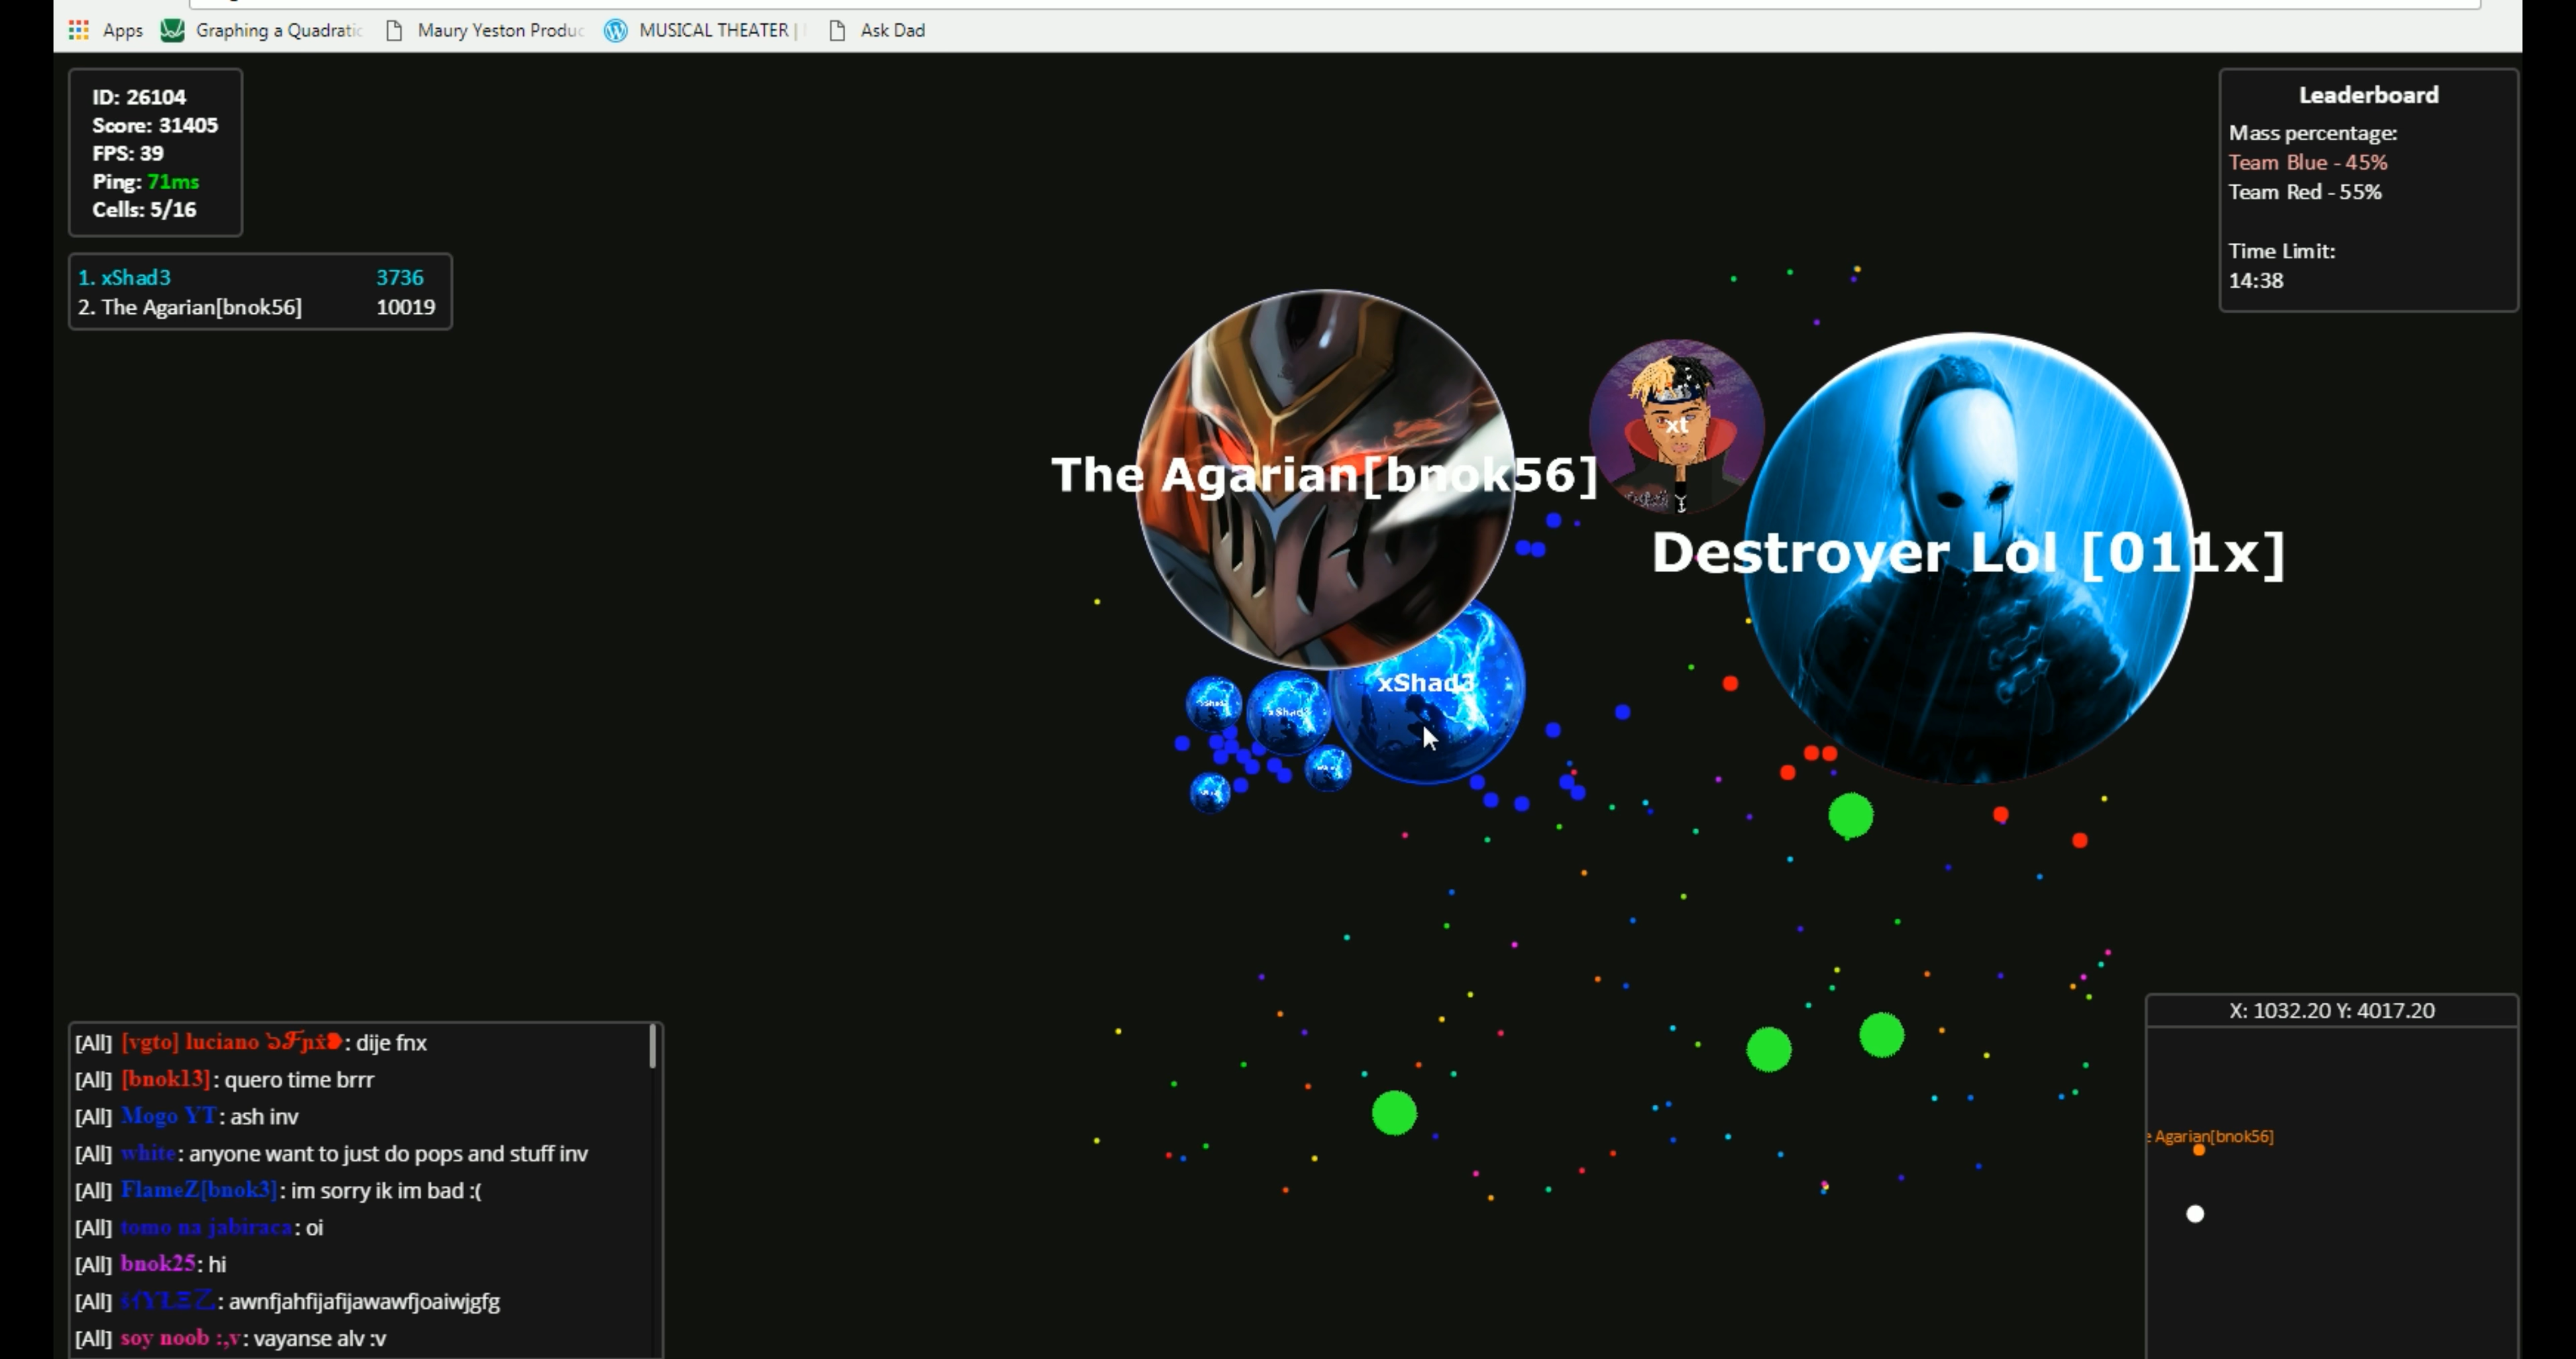 Apps Graphing a Quadratic Maury Yeston Produc MUSICAL THEATER | Ask Dad
ID: 26104
Score: 31405
FPS: 39
Ping: 71ms
Cells: 5/16
1. xShad3 3736
2. The Agarian[bnok56] 10019
Leaderboard
Mass percentage:
Team Blue - 45%
Team Red - 55%
Time Limit:
14:38
xt
The Agarian[bnok56]
Destroyer Lol [011x]
xShad3
xShad3
X: 1032.20 Y: 4017.20
e Agarian[bnok56]
[All] [vgto] luciano : dije fnx
[All] [bnok13]: quero time brrr
[All] Mogo YT: ash inv
[All] white: anyone want to just do pops and stuff inv
[All] FlameZ[bnok3]: im sorry ik im bad :(
[All] tomo na jabiraca: oi
[All] bnok25: hi
[All] : awnfjahfijafijawawfjoaiwjgfg
[All] soy noob :,v: vayanse alv :v